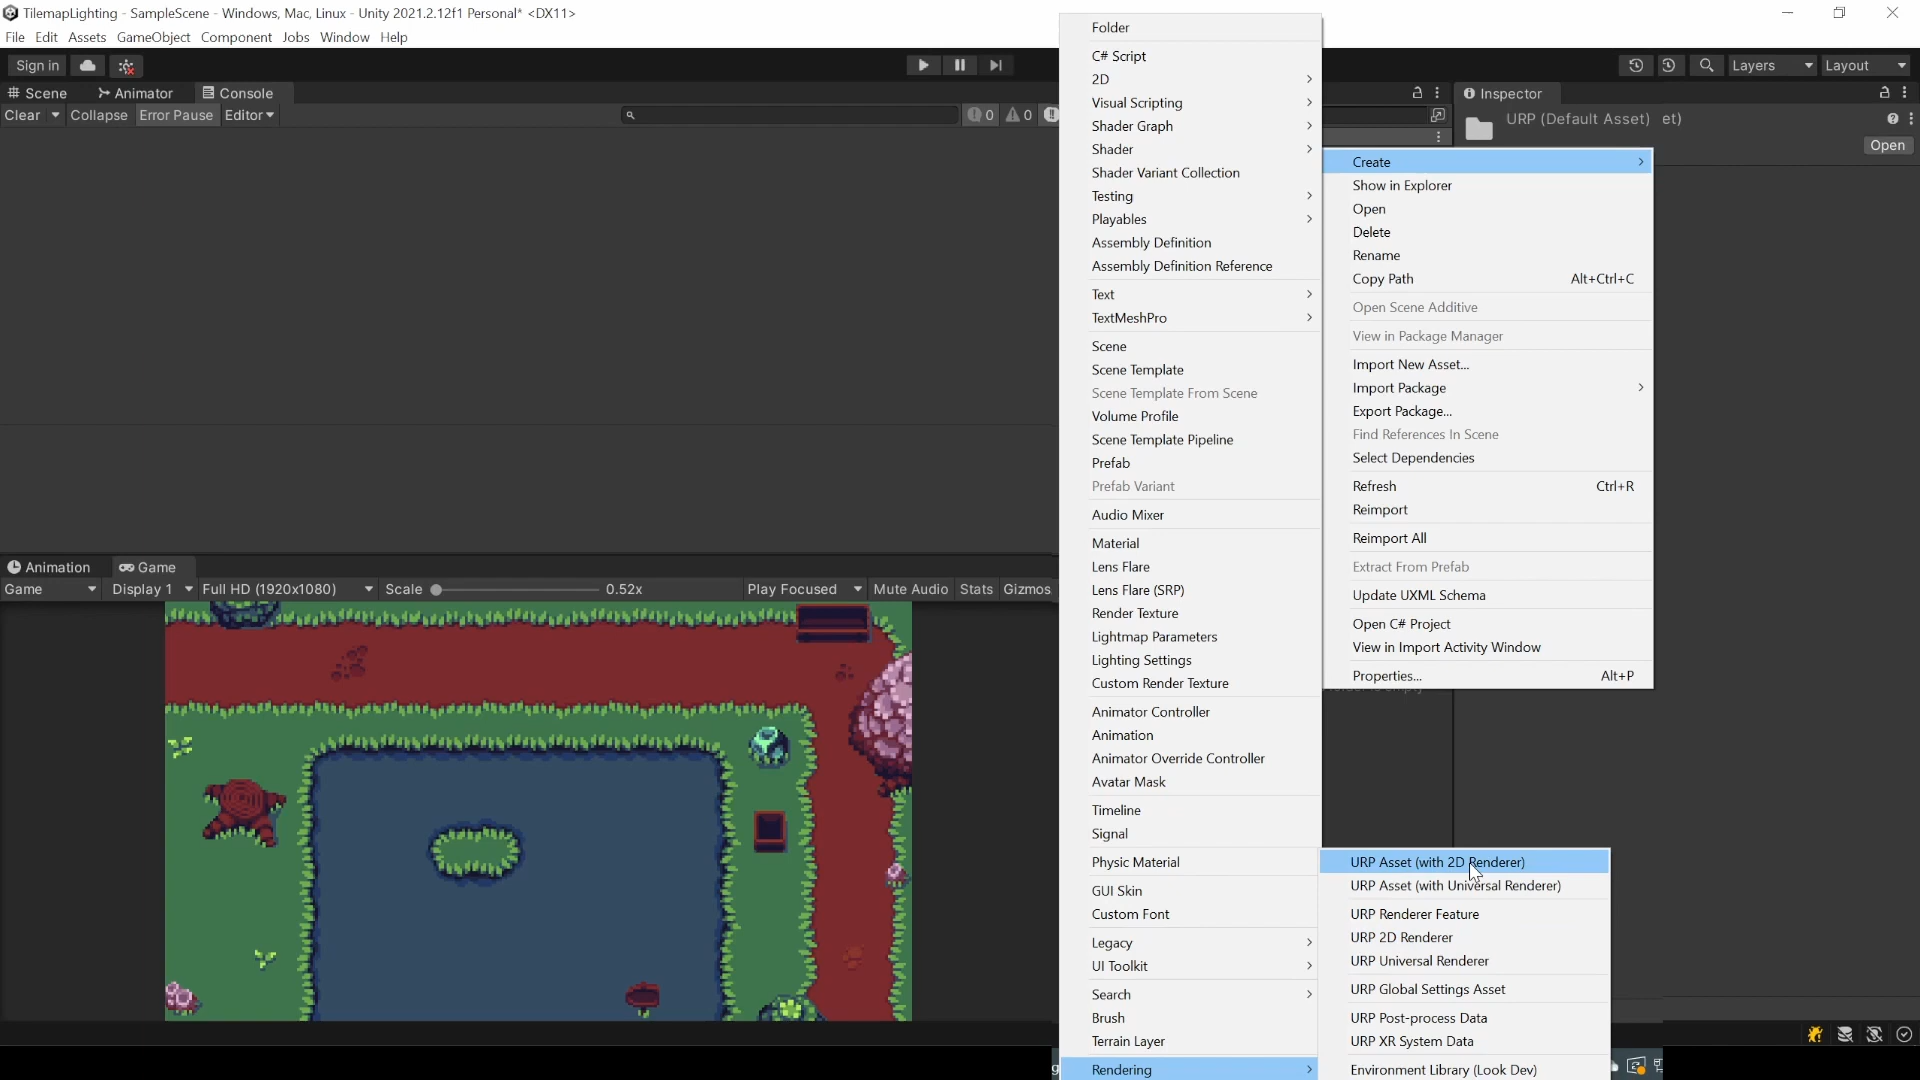 TilemapLighting - SampleScene - Windows, Mac, Linux - Unity 2021.2.12f1 Personal* <DX11>
File Edit Assets GameObject Component Jobs Window Help
Sign in
Layers
Layout
Scene
Animator
Console
Inspector
Clear
Collapse
Error Pause
Editor
0
0
URP (Default Asset) et)
Open
Folder
C# Script
2D
Visual Scripting
Shader Graph
Shader
Shader Variant Collection
Testing
Playables
Assembly Definition
Assembly Definition Reference
Text
TextMeshPro
Scene
Scene Template
Scene Template From Scene
Volume Profile
Scene Template Pipeline
Prefab
Prefab Variant
Audio Mixer
Material
Lens Flare
Lens Flare (SRP)
Render Texture
Lightmap Parameters
Lighting Settings
Custom Render Texture
Animator Controller
Animation
Animator Override Controller
Avatar Mask
Timeline
Signal
Physic Material
GUI Skin
Custom Font
Legacy
UI Toolkit
Search
Brush
Terrain Layer
Rendering
Create
Show in Explorer
Open
Delete
Rename
Copy Path Alt+Ctrl+C
Open Scene Additive
View in Package Manager
Import New Asset...
Import Package
Export Package...
Find References In Scene
Select Dependencies
Refresh Ctrl+R
Reimport
Reimport All
Extract From Prefab
Update UXML Schema
Open C# Project
View in Import Activity Window
Properties... Alt+P
URP Asset (with 2D Renderer)
URP Asset (with Universal Renderer)
URP Renderer Feature
URP 2D Renderer
URP Universal Renderer
URP Global Settings Asset
URP Post-process Data
URP XR System Data
Environment Library (Look Dev)
Animation
Game
Game
Display 1
Full HD (1920x1080)
Scale
0.52x
Play Focused
Mute Audio
Stats
Gizmos